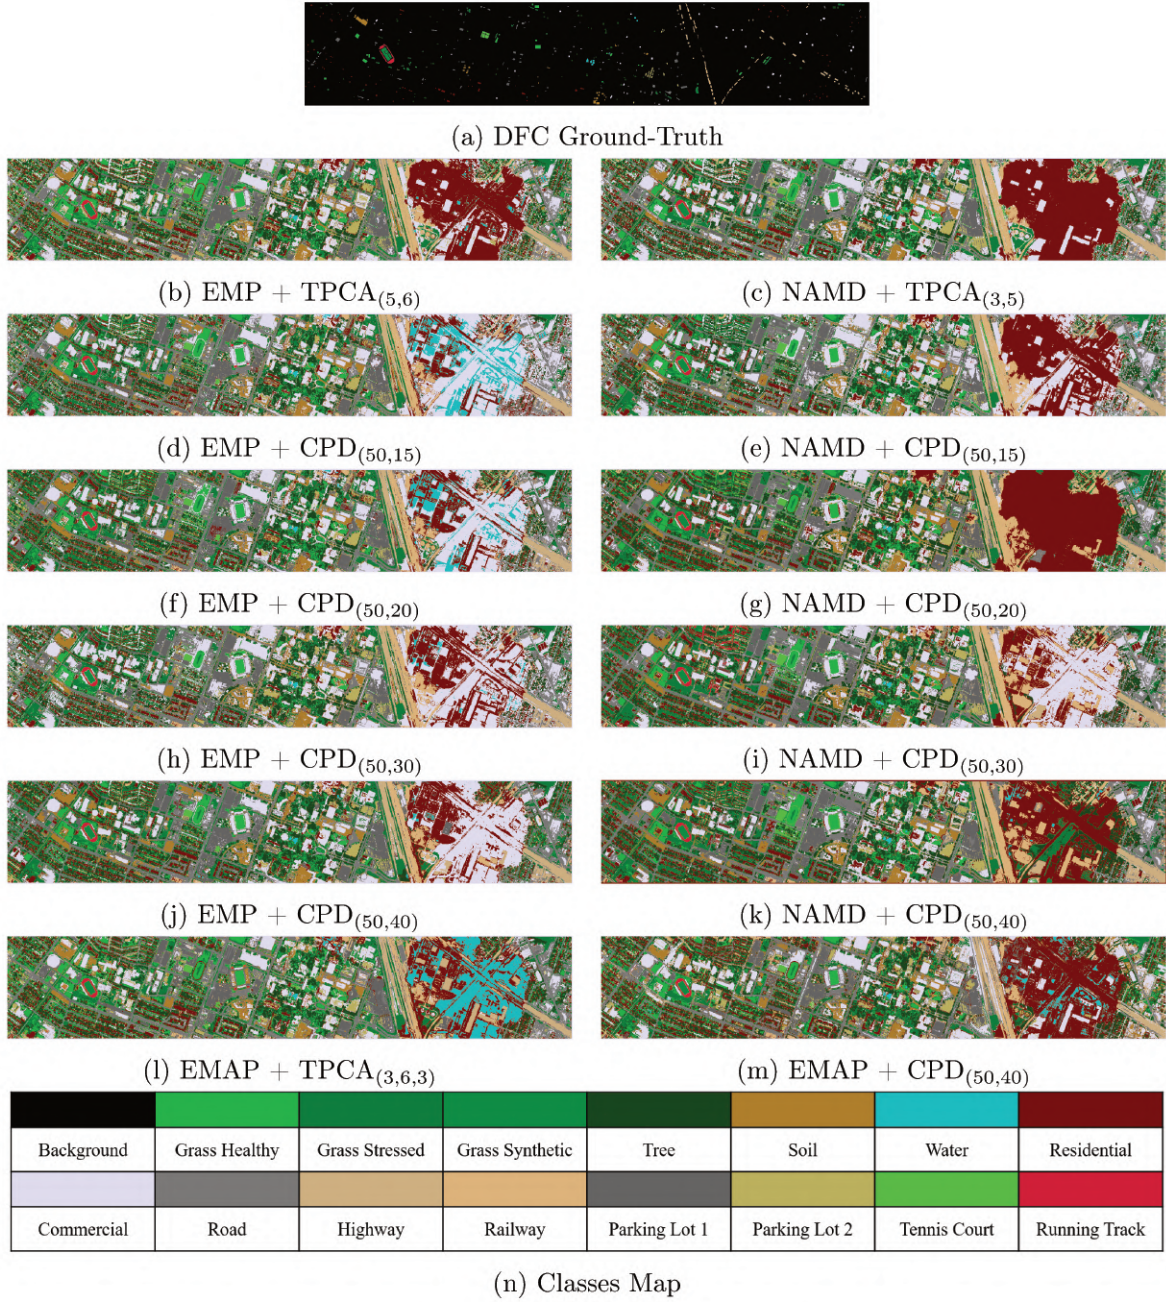 (a) DFC Ground-Truth
(b) EMP + TPCA(5,6)
(c) NAMD + TPCA(3,5)
(d) EMP + CPD(50,15)
(e) NAMD + CPD(50,15)
(f) EMP + CPD(50,20)
(g) NAMD + CPD(50,20)
(h) EMP + CPD(50,30)
(i) NAMD + CPD(50,30)
(j) EMP + CPD(50,40)
(k) NAMD + CPD(50,40)
(l) EMAP + TPCA(3,6,3)
(m) EMAP + CPD(50,40)
Background Grass Healthy Grass Stressed Grass Synthetic Tree Soil Water Residential
Commercial Road Highway Railway Parking Lot 1 Parking Lot 2 Tennis Court Running Track
(n) Classes Map